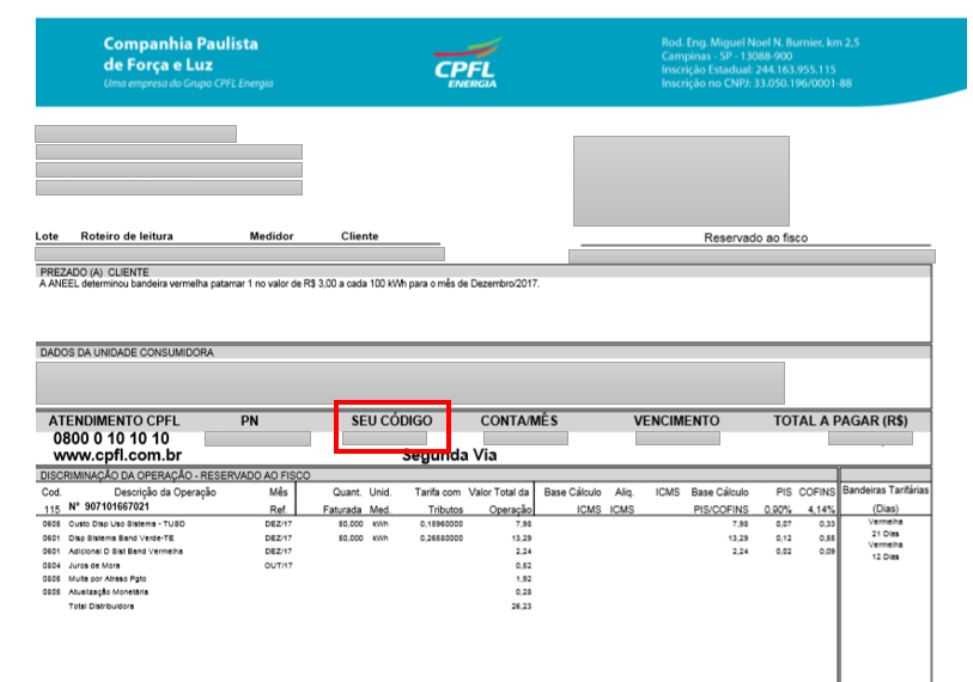 Companhia Paulista
de Força e Luz
Uma empresa do Grupo CPFL Energia
CPFL
ENERGIA
Rod. Eng. Miguel Noel N. Burnier, km 2,5
Campinas - SP - 13088-900
Inscrição Estadual: 244.163.955.115
Inscrição no CNPJ: 33.050.196/0001-88
Lote Roteiro de leitura Medidor Cliente
Reservado ao fisco
PREZADO (A) CLIENTE
A ANEEL determinou bandeira vermelha patamar 1 no valor de R$ 3,00 a cada 100 kWh para o mês de Dezembro/2017.
DADOS DA UNIDADE CONSUMIDORA
ATENDIMENTO CPFL PN SEU CÓDIGO CONTA/MÊS VENCIMENTO TOTAL A PAGAR (R$)
0800 0 10 10 10
www.cpfl.com.br Segunda Via
DISCRIMINAÇÃO DA OPERAÇÃO - RESERVADO AO FISCO
Cod. Descrição da Operação Mês Quant. Unid. Tarifa com Valor Total da Base Cálculo Aliq. ICMS Base Cálculo PIS COFINS Bandeiras Tarifárias
115 N° 907101667021 Ref. Faturada Med. Tributos Operação ICMS ICMS PIS/COFINS 0,90% 4,14% (Dias)
0605 Custo Disp Uso Sistema - TUSD DEZ/17 50,000 kWh 0,15960000 7,98 7,98 0,07 0,33 Vermelha
0601 Disp Sistema Band Verde-TE DEZ/17 50,000 kWh 0,26580000 13,29 13,29 0,12 0,55 21 Dias
0601 Adicional D Sist Band Vermelha DEZ/17 2,24 2,24 0,02 0,09 Vermelha
12 Dias
0804 Juros de Mora OUT/17 0,52
0805 Multa por Atraso Pgto 1,92
0805 Atualização Monetária 0,28
Total Distribuidora 26,23